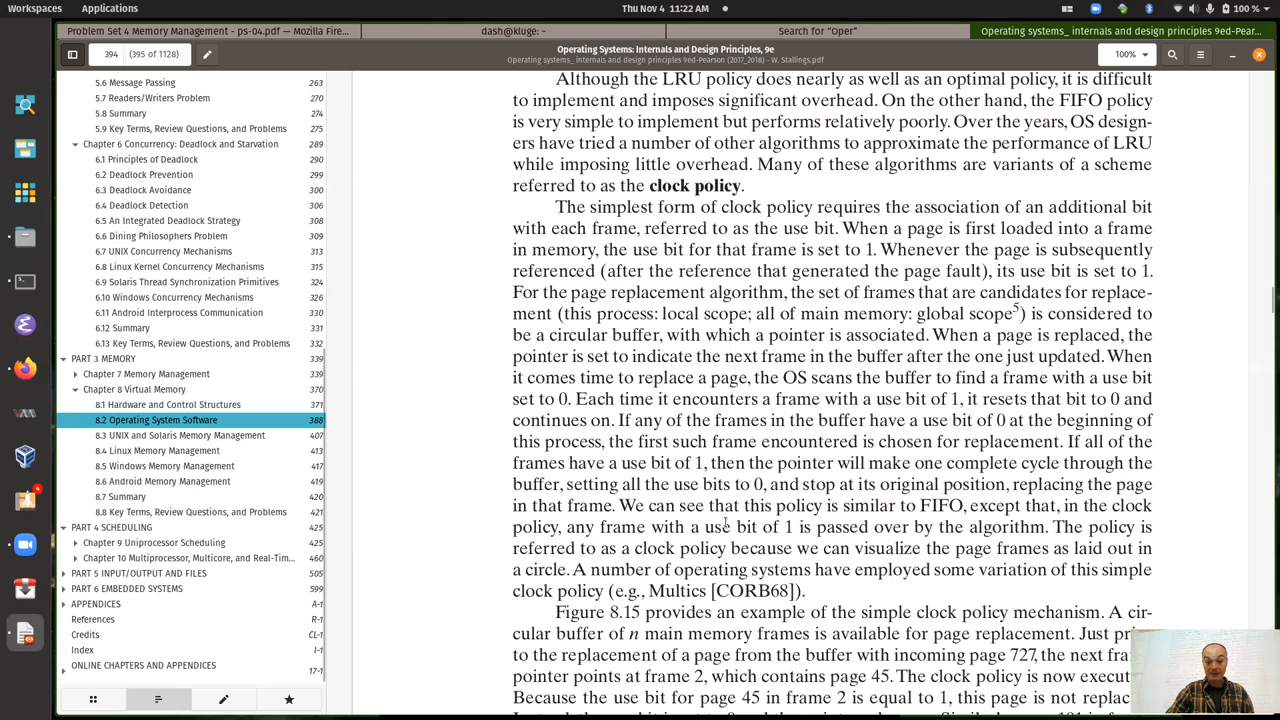 Workspaces Applications Thu Nov 4 11:22 AM 100 %
Problem Set 4 Memory Management - ps-04.pdf — Mozilla Fire... dash@kluge: ~ Search for "Oper" Operating systems_ internals and design principles 9ed-Pear...
394 (395 of 1128) Operating Systems: Internals and Design Principles, 9e 100%
Operating systems_ internals and design principles 9ed-Pearson (2017_2018) - W. Stallings.pdf
5.6 Message Passing 263
5.7 Readers/Writers Problem 270
5.8 Summary 274
5.9 Key Terms, Review Questions, and Problems 275
Chapter 6 Concurrency: Deadlock and Starvation 289
6.1 Principles of Deadlock 290
6.2 Deadlock Prevention 299
6.3 Deadlock Avoidance 300
6.4 Deadlock Detection 306
6.5 An Integrated Deadlock Strategy 308
6.6 Dining Philosophers Problem 309
6.7 UNIX Concurrency Mechanisms 313
6.8 Linux Kernel Concurrency Mechanisms 315
6.9 Solaris Thread Synchronization Primitives 324
6.10 Windows Concurrency Mechanisms 326
6.11 Android Interprocess Communication 330
6.12 Summary 331
6.13 Key Terms, Review Questions, and Problems 332
PART 3 MEMORY 339
Chapter 7 Memory Management 339
Chapter 8 Virtual Memory 370
8.1 Hardware and Control Structures 371
8.2 Operating System Software 388
8.3 UNIX and Solaris Memory Management 407
8.4 Linux Memory Management 413
8.5 Windows Memory Management 417
8.6 Android Memory Management 419
8.7 Summary 420
8.8 Key Terms, Review Questions, and Problems 421
PART 4 SCHEDULING 425
Chapter 9 Uniprocessor Scheduling 425
Chapter 10 Multiprocessor, Multicore, and Real-Tim... 460
PART 5 INPUT/OUTPUT AND FILES 505
PART 6 EMBEDDED SYSTEMS 599
APPENDICES A-1
References R-1
Credits CL-1
Index I-1
ONLINE CHAPTERS AND APPENDICES 17-1
4
Although the LRU policy does nearly as well as an optimal policy, it is difficult
to implement and imposes significant overhead. On the other hand, the FIFO policy
is very simple to implement but performs relatively poorly. Over the years, OS design-
ers have tried a number of other algorithms to approximate the performance of LRU
while imposing little overhead. Many of these algorithms are variants of a scheme
referred to as the clock policy.
The simplest form of clock policy requires the association of an additional bit
with each frame, referred to as the use bit. When a page is first loaded into a frame
in memory, the use bit for that frame is set to 1. Whenever the page is subsequently
referenced (after the reference that generated the page fault), its use bit is set to 1.
For the page replacement algorithm, the set of frames that are candidates for replace-
ment (this process: local scope; all of main memory: global scope5) is considered to
be a circular buffer, with which a pointer is associated. When a page is replaced, the
pointer is set to indicate the next frame in the buffer after the one just updated. When
it comes time to replace a page, the OS scans the buffer to find a frame with a use bit
set to 0. Each time it encounters a frame with a use bit of 1, it resets that bit to 0 and
continues on. If any of the frames in the buffer have a use bit of 0 at the beginning of
this process, the first such frame encountered is chosen for replacement. If all of the
frames have a use bit of 1, then the pointer will make one complete cycle through the
buffer, setting all the use bits to 0, and stop at its original position, replacing the page
in that frame. We can see that this policy is similar to FIFO, except that, in the clock
policy, any frame with a use bit of 1 is passed over by the algorithm. The policy is
referred to as a clock policy because we can visualize the page frames as laid out in
a circle. A number of operating systems have employed some variation of this simple
clock policy (e.g., Multics [CORB68]).
Figure 8.15 provides an example of the simple clock policy mechanism. A cir-
cular buffer of n main memory frames is available for page replacement. Just
to the replacement of a page from the buffer with incoming page 727, the next
pointer points at frame 2, which contains page 45. The clock policy is now
Because the use bit for page 45 in frame 2 is equal to 1, this page is not